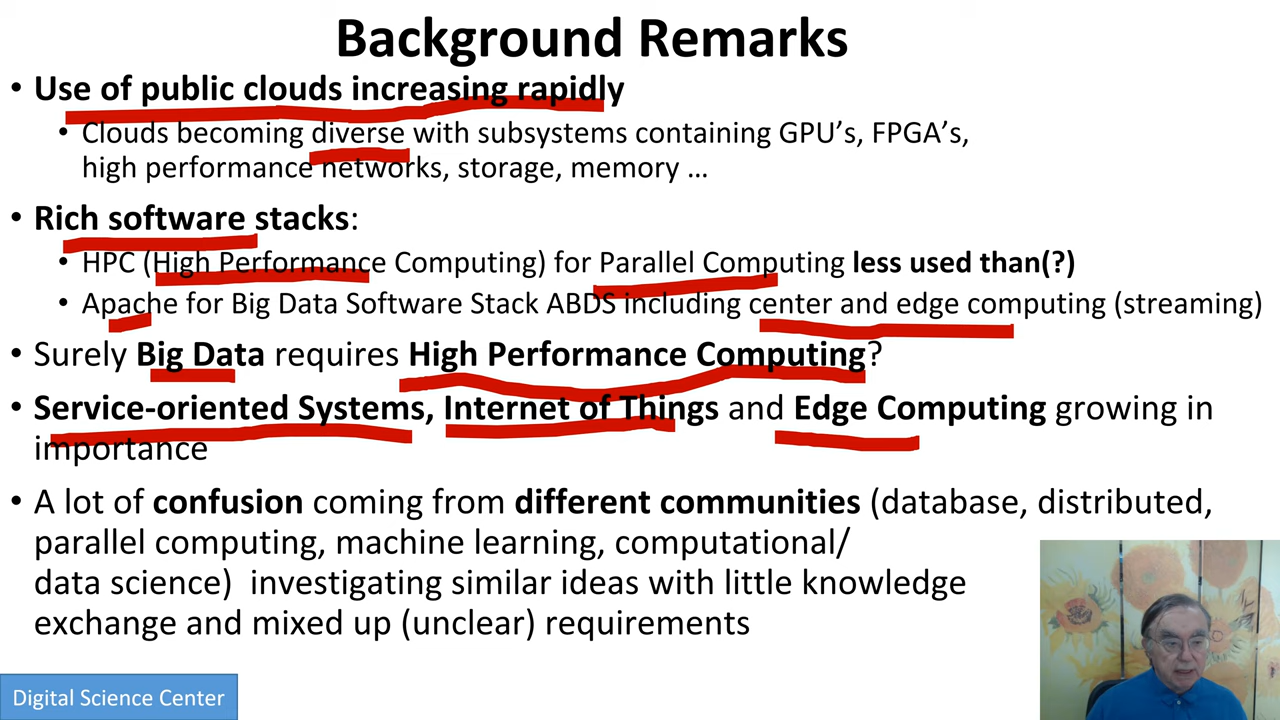 Background Remarks
• Use of public clouds increasing rapidly
• Clouds becoming diverse with subsystems containing GPU's, FPGA's,
high performance networks, storage, memory …
• Rich software stacks:
• HPC (High Performance Computing) for Parallel Computing less used than(?)
• Apache for Big Data Software Stack ABDS including center and edge computing (streaming)
• Surely Big Data requires High Performance Computing?
• Service-oriented Systems, Internet of Things and Edge Computing growing in
importance
• A lot of confusion coming from different communities (database, distributed,
parallel computing, machine learning, computational/
data science)  investigating similar ideas with little knowledge
exchange and mixed up (unclear) requirements
Digital Science Center